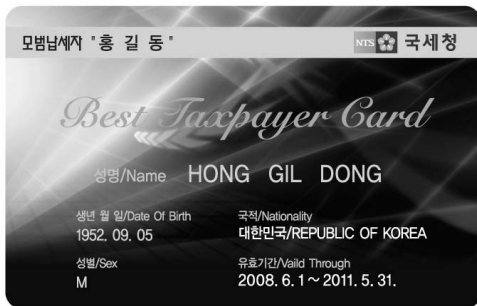 모범납세자 "홍 길 동"
NTS 국세청
Best Taxpayer Card
성명/Name HONG GIL DONG
생년 월 일/Date Of Birth
국적/Nationality
1952. 09. 05
대한민국/REPUBLIC OF KOREA
성별/Sex
유효기간/Vaild Through
M
2008. 6. 1 ~ 2011. 5. 31.